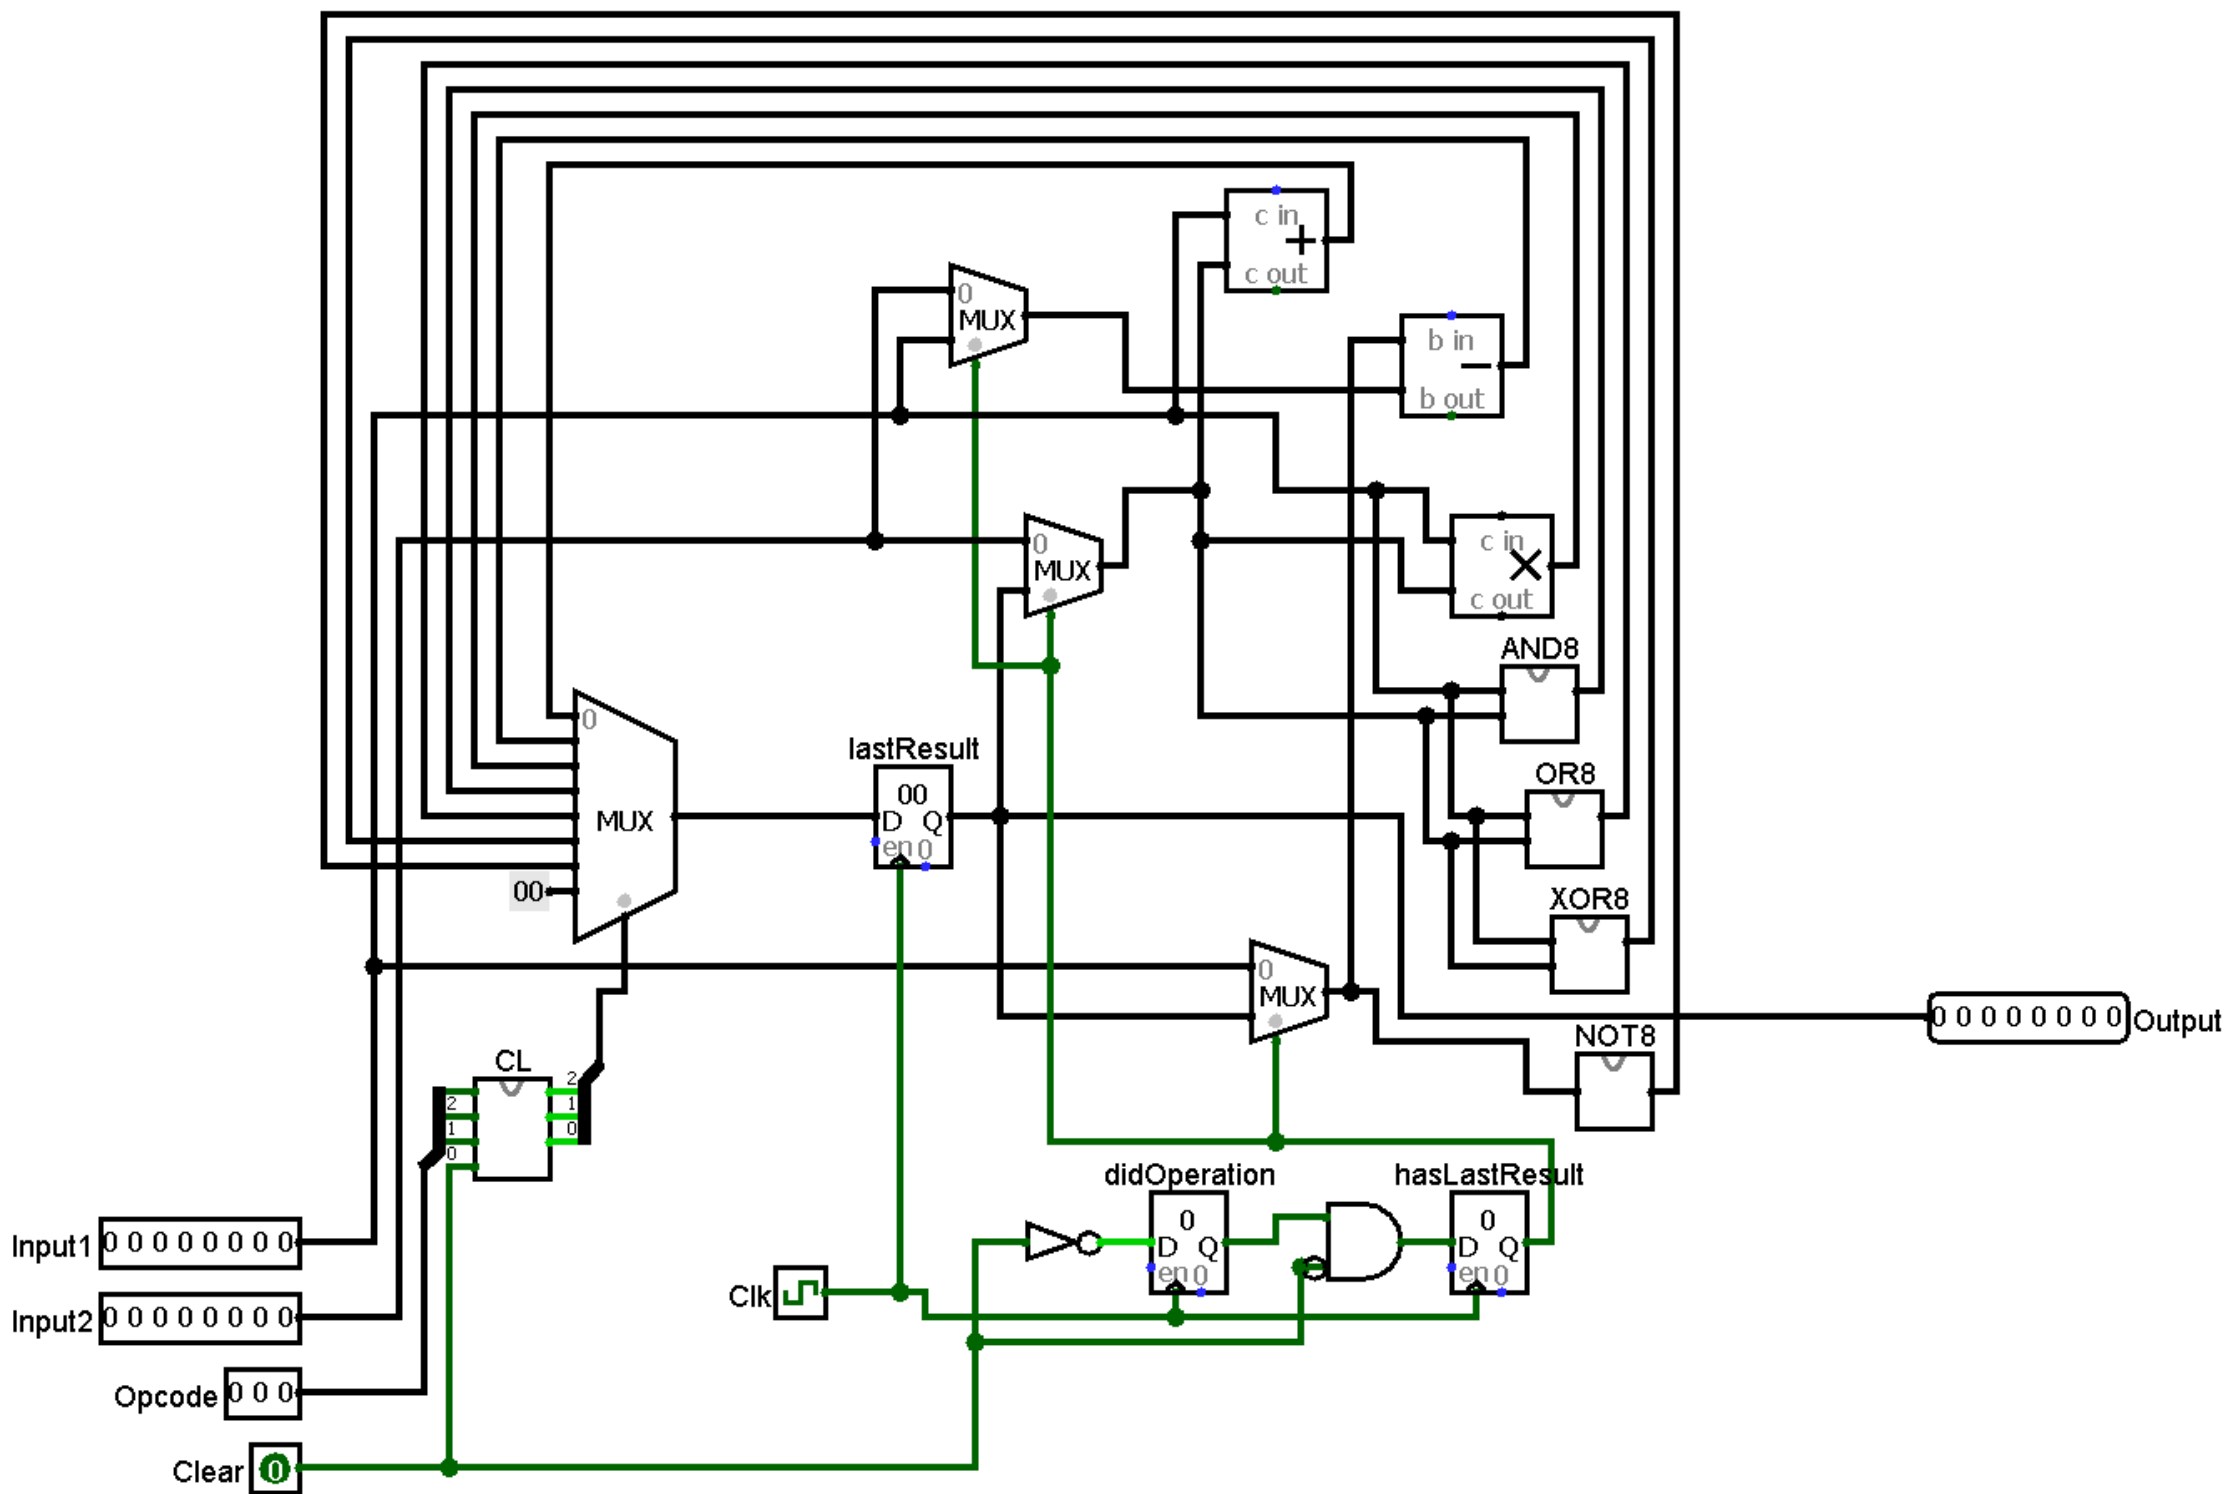 c in
+
c out
0
MUX
b in
—
b out
0
MUX
c in
×
c out
AND8
0
MUX
lastResult
00
D Q
en 0
OR8
00
XOR8
0
MUX
0 0 0 0 0 0 0 0 Output
NOT8
CL
2
1
0
2
1
0
didOperation
0
D Q
en 0
hasLastResult
0
D Q
en 0
Input1 0 0 0 0 0 0 0 0
Clk
Input2 0 0 0 0 0 0 0 0
Opcode 0 0 0
Clear 0